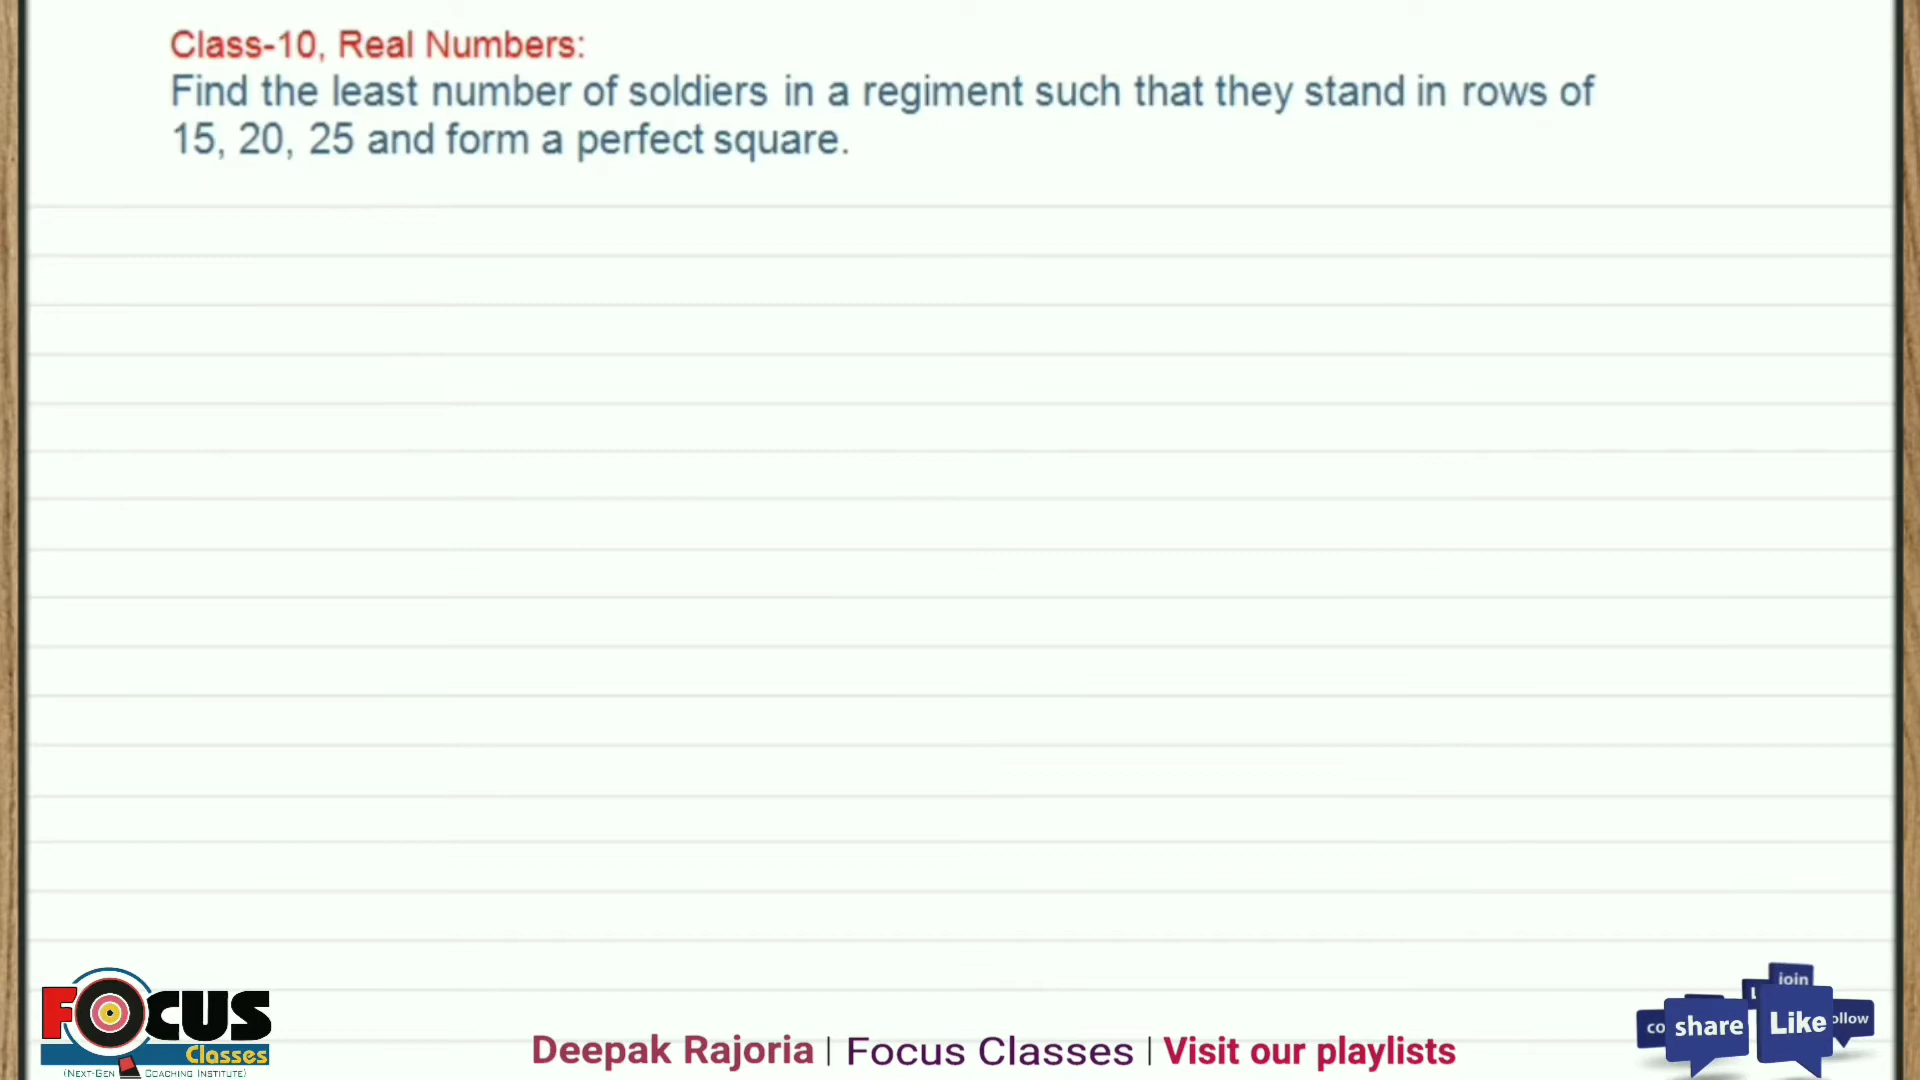 Class-10, Real Numbers:
Find the least number of soldiers in a regiment such that they stand in rows of
15, 20, 25 and form a perfect square.
FOCUS
Classes
(NEXT-GEN COACHING INSTITUTE)
Deepak Rajoria | Focus Classes | Visit our playlists
join
co share Like ollow